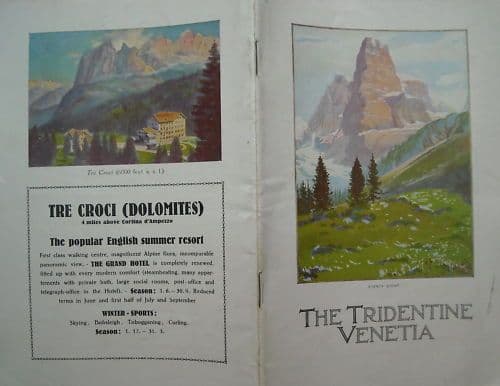 Tre Croci (6000 feet a. s. l.)
TRE CROCI (DOLOMITES)
4 miles above Cortina d'Ampezzo
The popular English summer resort
First class walking centre, magnificent Alpine flora, incomparable
panoramic view. - THE GRAND HOTEL is completely renewed,
fitted up with every modern comfort (steamheating, many appar-
tements with private bath, large social rooms, post office and
telegraph-office in the Hotel). - Season: 1. 6. - 30. 9. Reduced
terms in June and first half of July and September
WINTER - SPORTS:
Skying, Bobsleigh, Tobogganing, Curling.
Season: 1. 12. - 31. 3.
THE TRIDENTINE
VENETIA